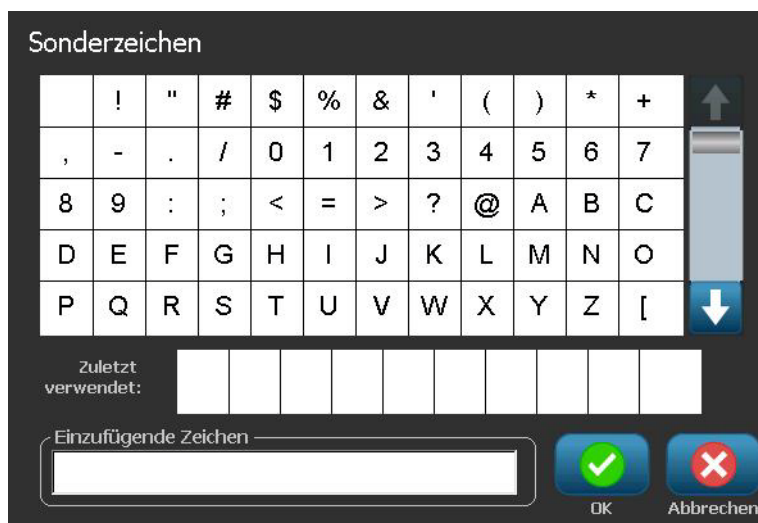 Sonderzeichen
! " # $ % & ' ( ) * +
, - . / 0 1 2 3 4 5 6 7
8 9 : ; < = > ? @ A B C
D E F G H I J K L M N O
P Q R S T U V W X Y Z [
Zuletzt
verwendet:
Einzufügende Zeichen
OK Abbrechen